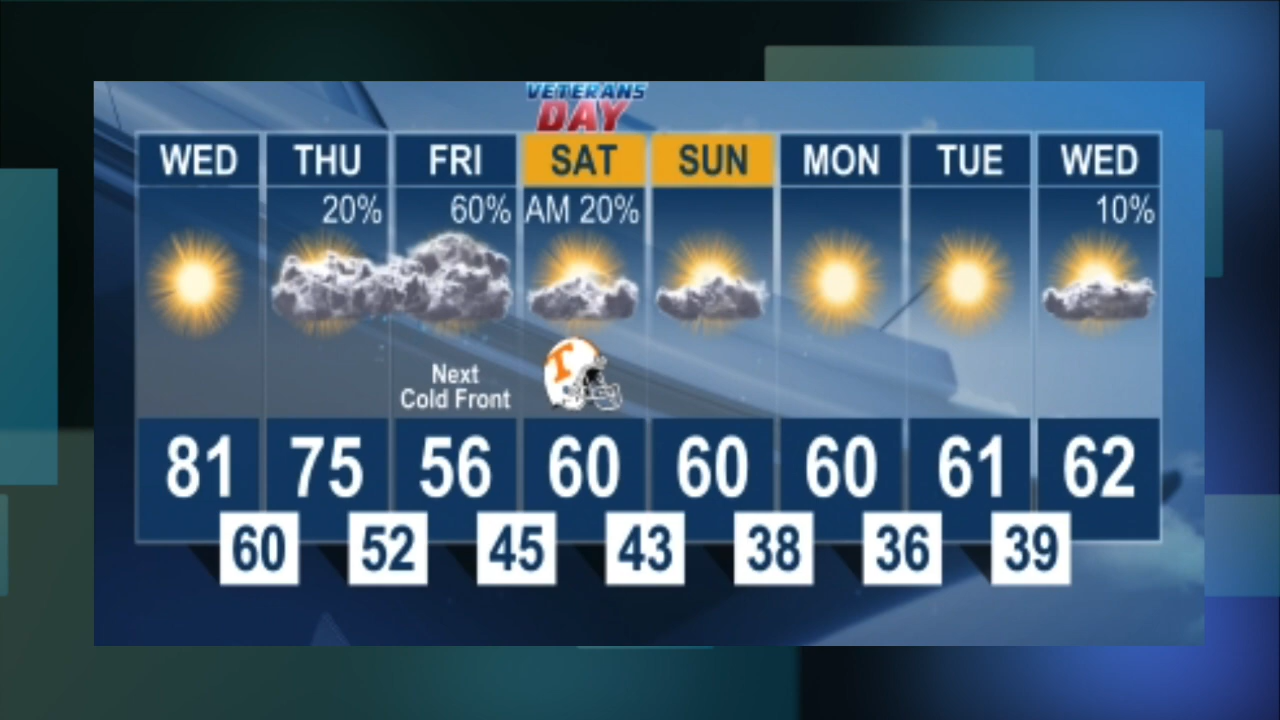 VETERANS
DAY
WED THU FRI SAT SUN MON TUE WED
20% 60% AM 20% 10%
T
Next
Cold Front
81 75 56 60 60 60 61 62
60 52 45 43 38 36 39